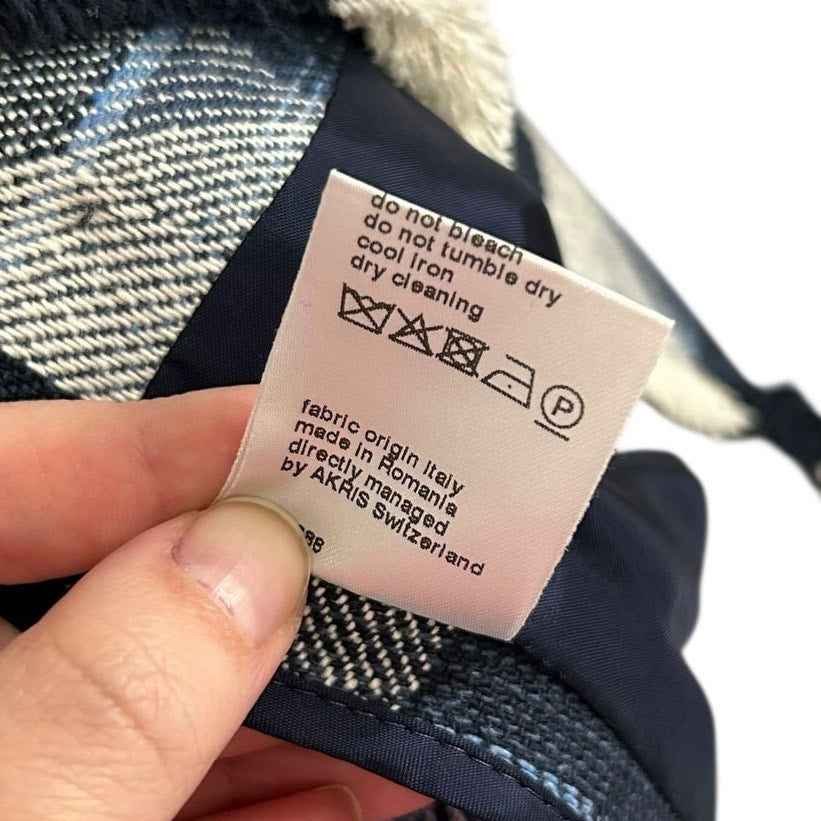 do not bleach
do not tumble dry
cool iron
dry cleaning
P
fabric origin Italy
made in Romania
directly managed
by AKRIS Switzerland